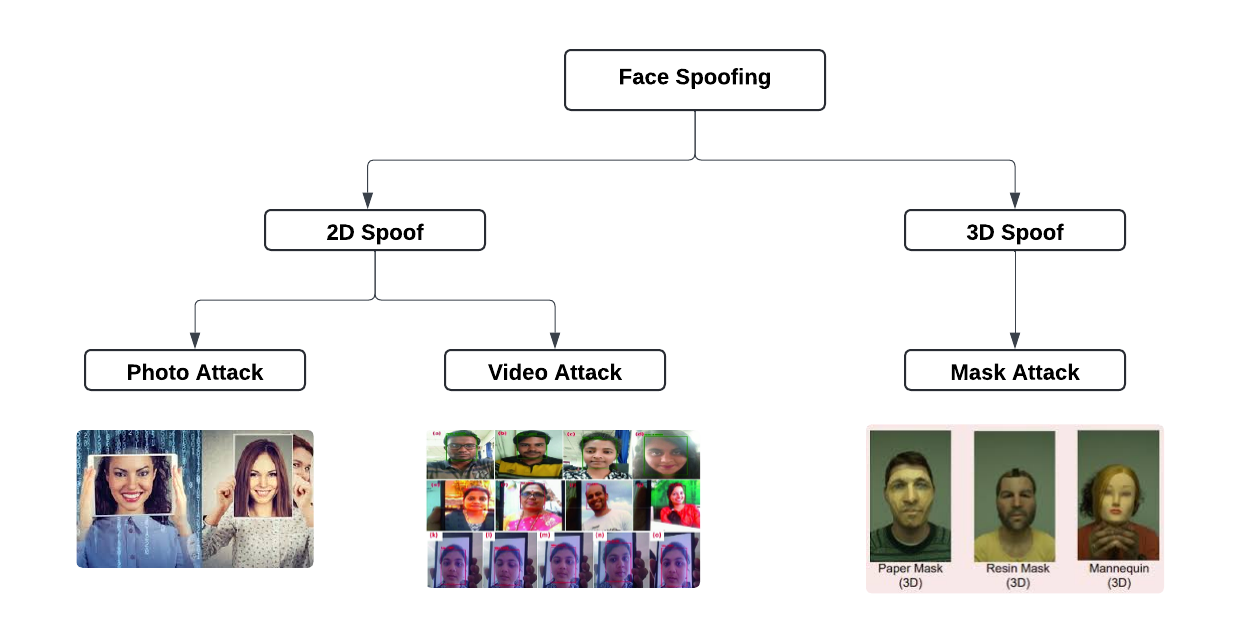 Face Spoofing
2D Spoof
3D Spoof
Photo Attack
Video Attack
Mask Attack
(a)
(b)
(c)
(d)
(k)
(l)
(m)
(n)
(o)
Paper Mask
(3D)
Resin Mask
(3D)
Mannequin
(3D)